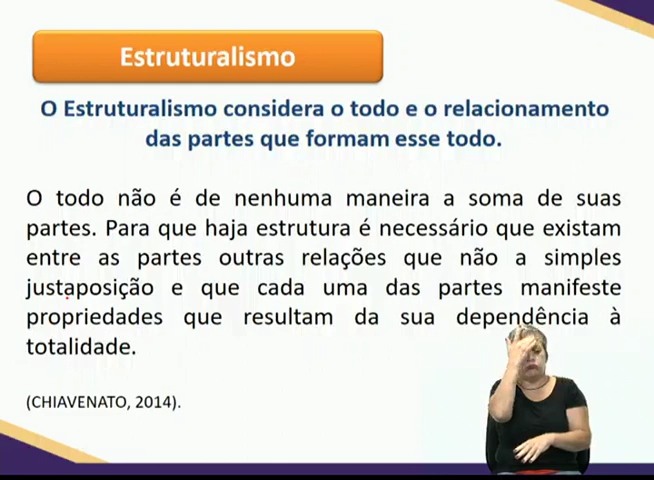 Estruturalismo
O Estruturalismo considera o todo e o relacionamento
das partes que formam esse todo.
O todo não é de nenhuma maneira a soma de suas
partes. Para que haja estrutura é necessário que existam
entre as partes outras relações que não a simples
justaposição e que cada uma das partes manifeste
propriedades que resultam da sua dependência à
totalidade.
(CHIAVENATO, 2014).